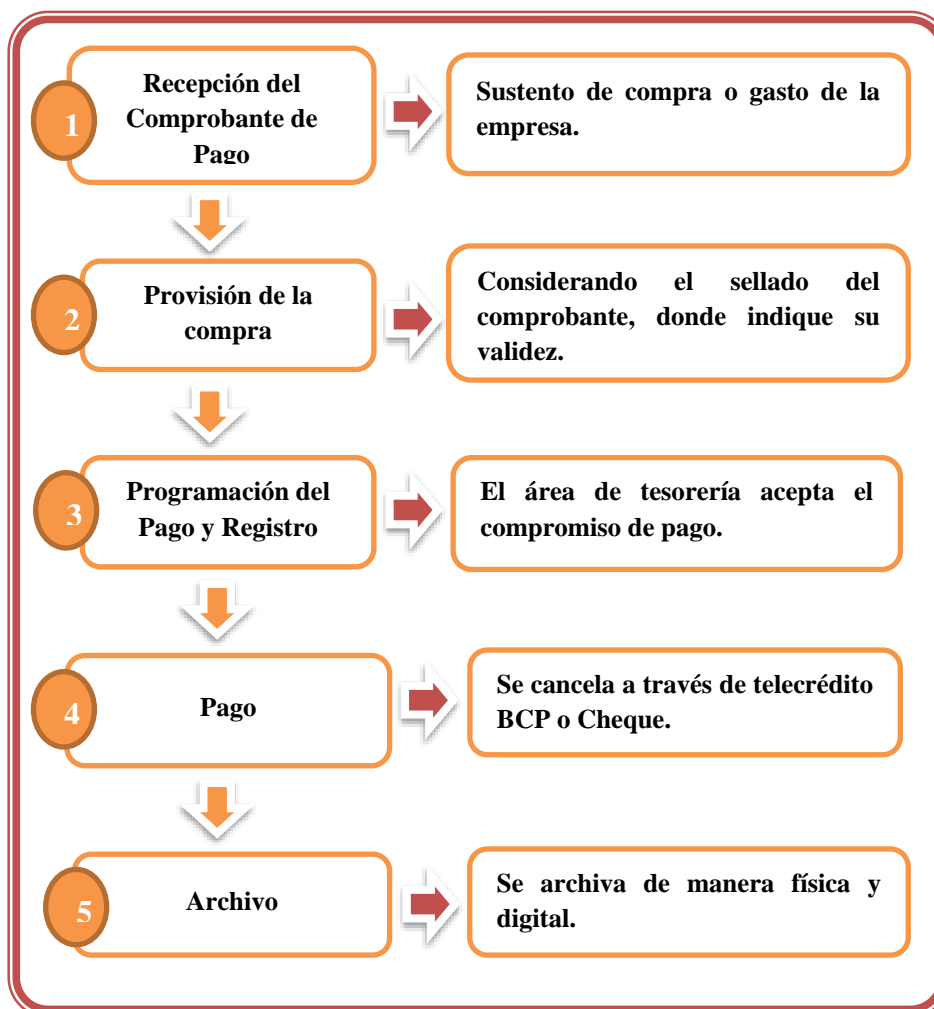 1
Recepción del
Comprobante de
Pago
Sustento de compra o gasto de la
empresa.
2
Provisión de la
compra
Considerando el sellado del
comprobante, donde indique su
validez.
3
Programación del
Pago y Registro
El área de tesorería acepta el
compromiso de pago.
4
Pago
Se cancela a través de telecrédito
BCP o Cheque.
5
Archivo
Se archiva de manera física y
digital.